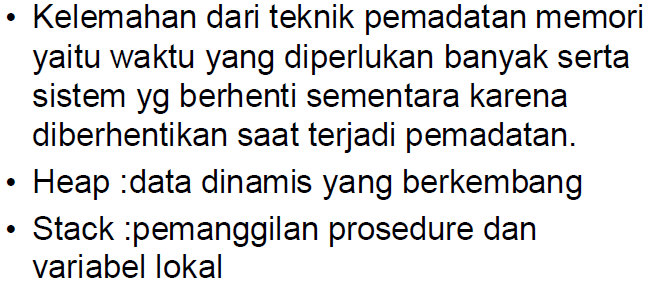 • Kelemahan dari teknik pemadatan memori
yaitu waktu yang diperlukan banyak serta
sistem yg berhenti sementara karena
diberhentikan saat terjadi pemadatan.
• Heap :data dinamis yang berkembang
• Stack :pemanggilan prosedure dan
variabel lokal